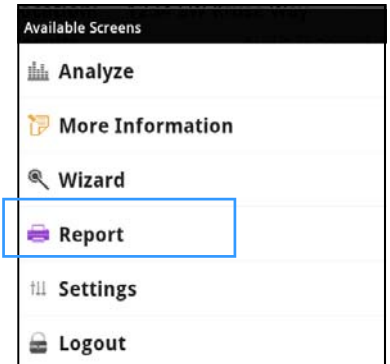 Available Screens
Analyze
More Information
Wizard
Report
Settings
Logout